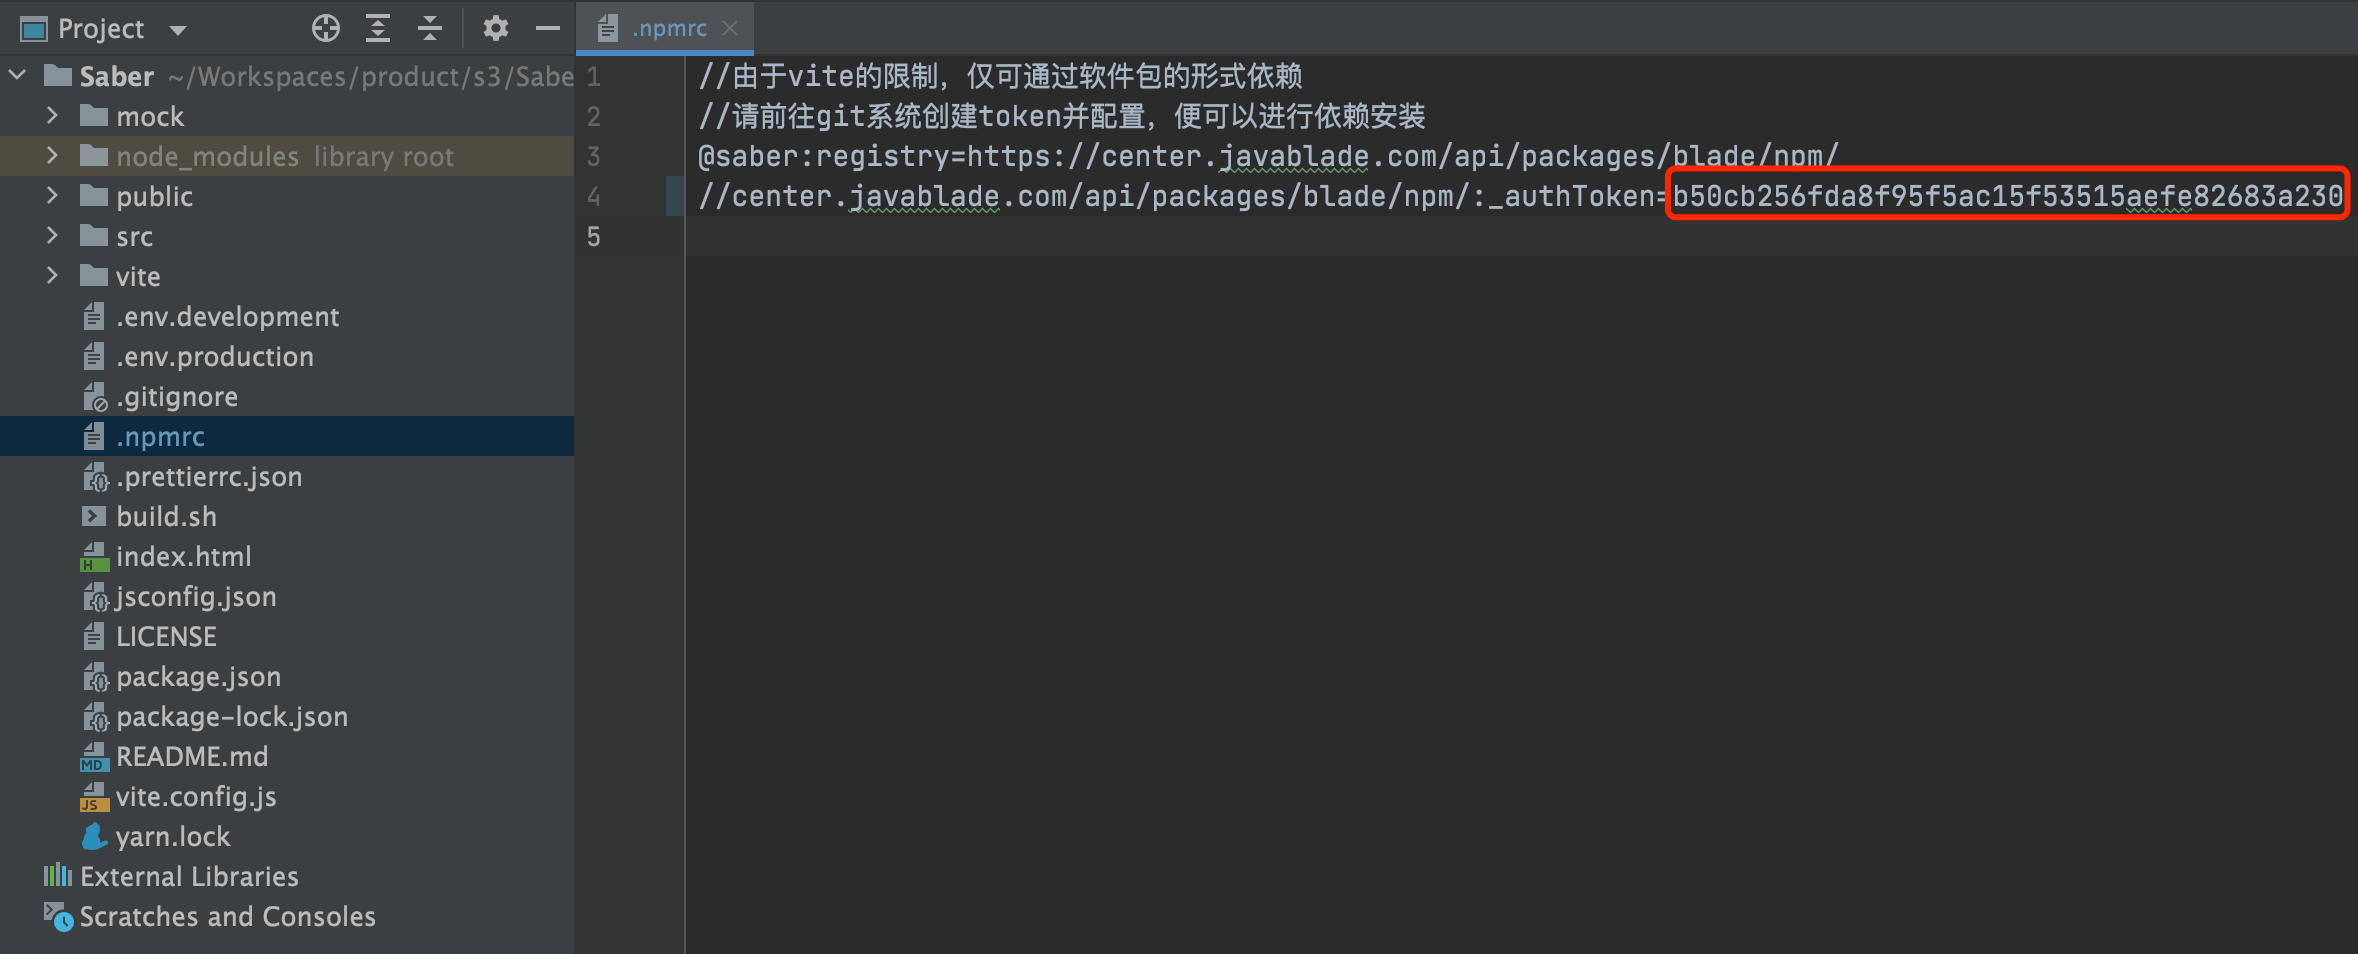 Project
.npmrc
Saber ~/Workspaces/product/s3/Sabe
mock
node_modules library root
public
src
vite
.env.development
.env.production
.gitignore
.npmrc
.prettierrc.json
build.sh
index.html
jsconfig.json
LICENSE
package.json
package-lock.json
README.md
vite.config.js
yarn.lock
External Libraries
Scratches and Consoles
1 //由于vite的限制，仅可通过软件包的形式依赖
2 //请前往git系统创建token并配置，便可以进行依赖安装
3 @saber:registry=https://center.javablade.com/api/packages/blade/npm/
4 //center.javablade.com/api/packages/blade/npm/:_authToken=b50cb256fda8f95f5ac15f53515aefe82683a230
5